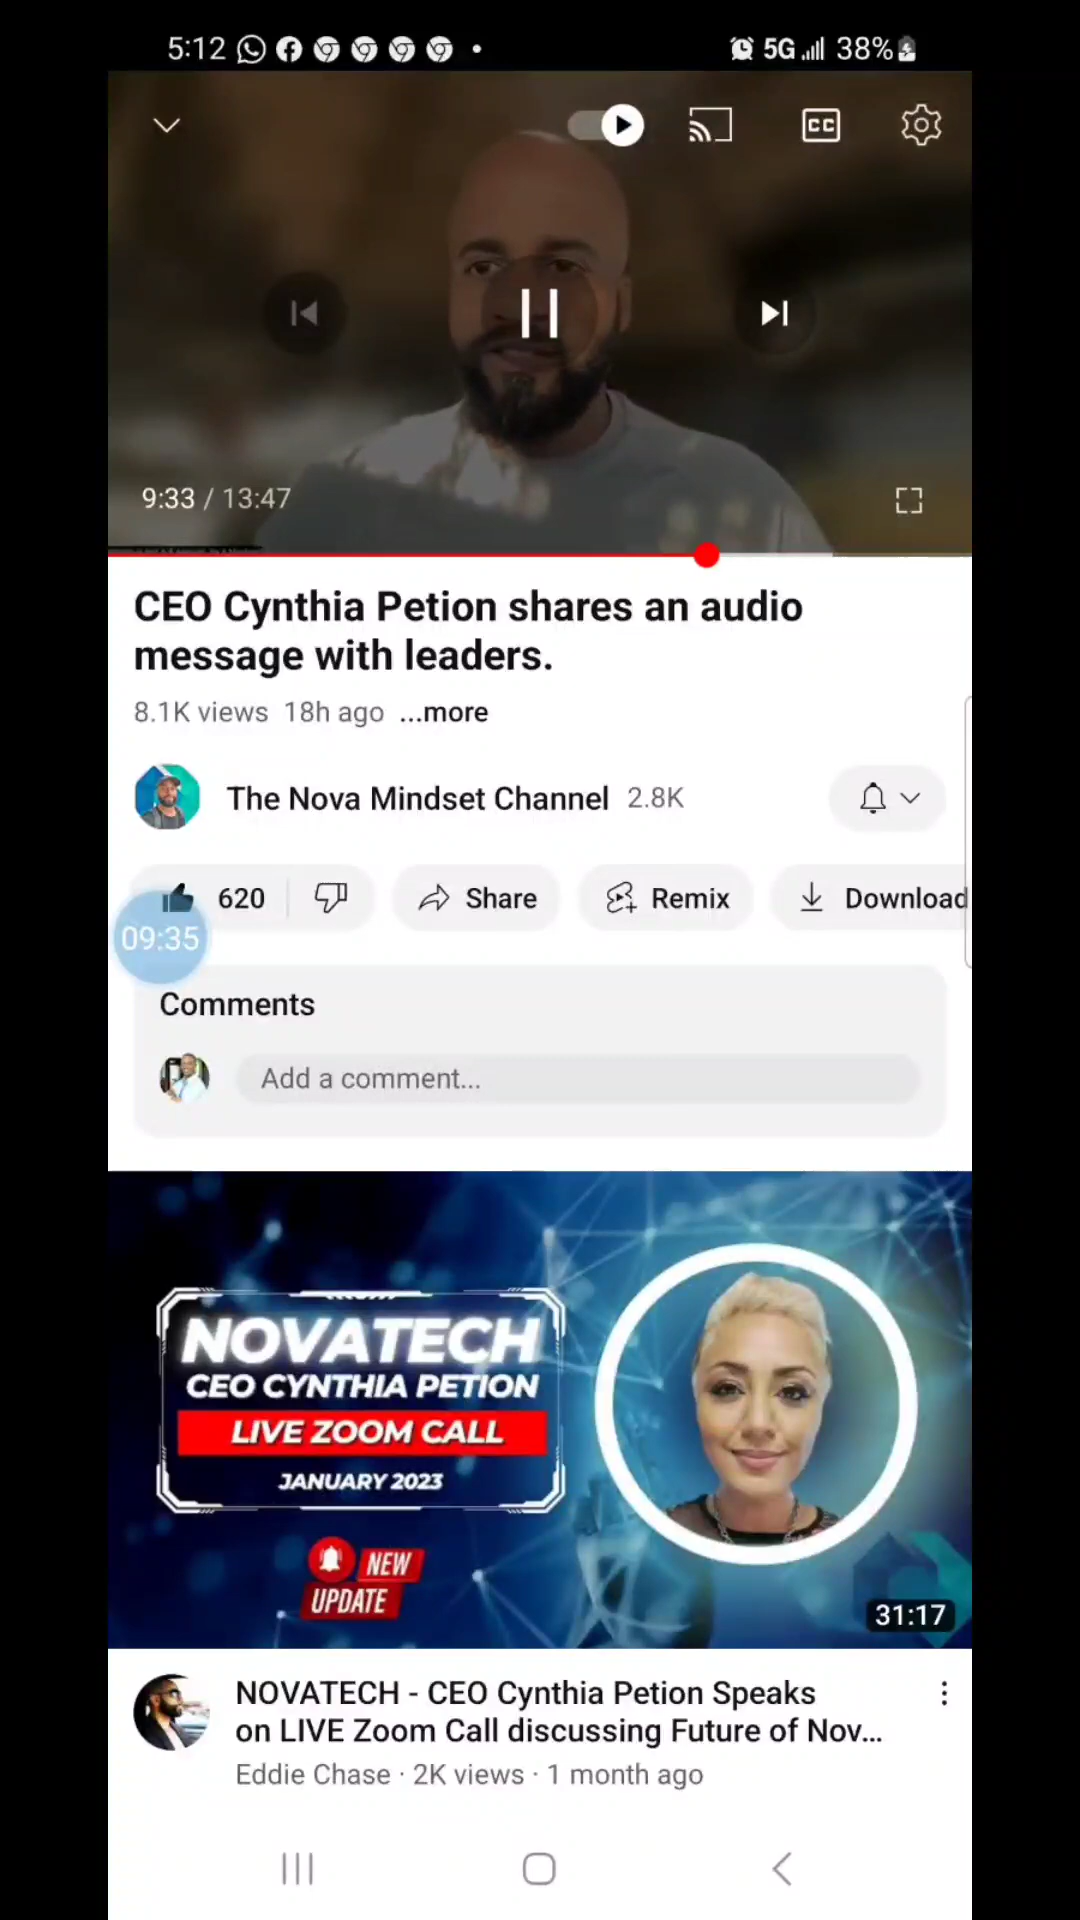 5:12
5G 38%
CC
9:33 / 13:47
CEO Cynthia Petion shares an audio
message with leaders.
8.1K views 18h ago ...more
The Nova Mindset Channel 2.8K
620 Share Remix Download
09:35
Comments
Add a comment...
NOVATECH
CEO CYNTHIA PETION
LIVE ZOOM CALL
JANUARY 2023
NEW
UPDATE
31:17
NOVATECH - CEO Cynthia Petion Speaks
on LIVE Zoom Call discussing Future of Nov...
Eddie Chase · 2K views · 1 month ago